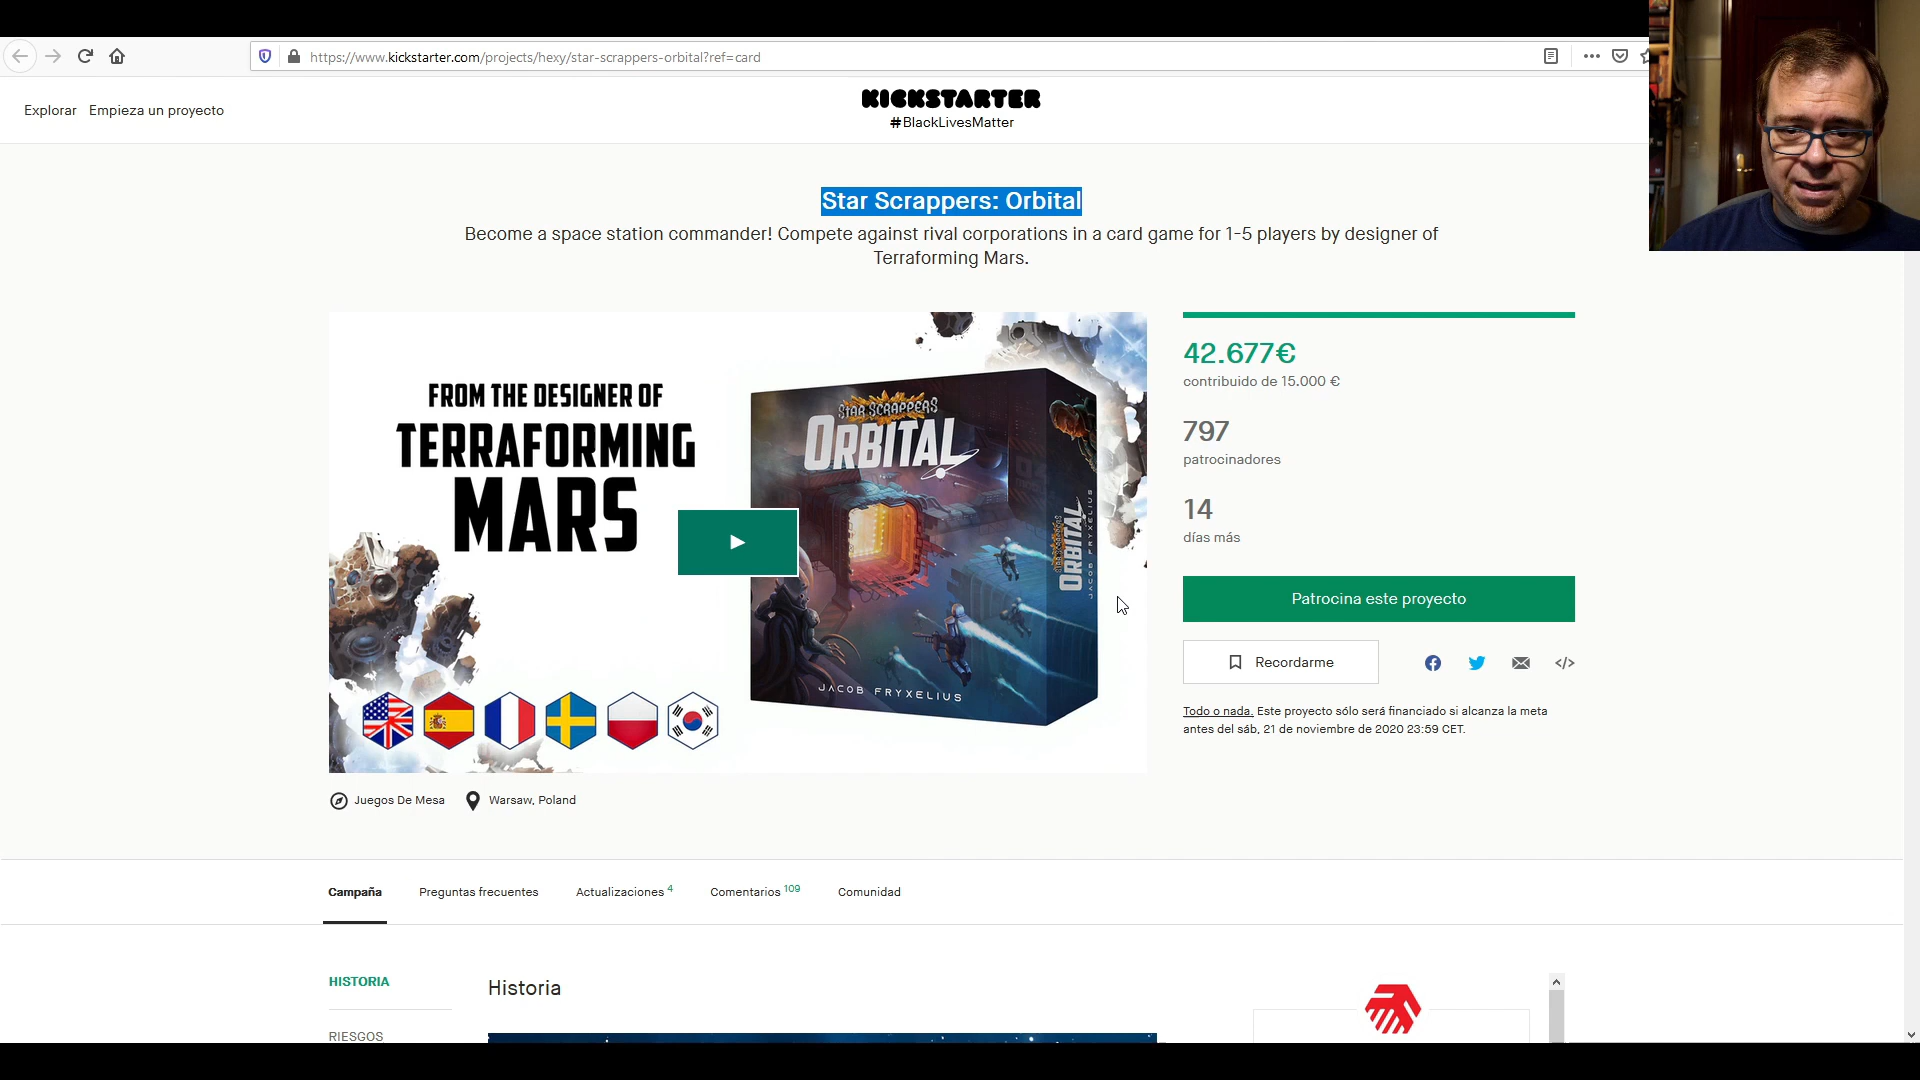 https://www.kickstarter.com/projects/hexy/star-scrappers-orbital?ref=card
Explorar Empieza un proyecto
KICKSTARTER
#BlackLivesMatter
Star Scrappers: Orbital
Become a space station commander! Compete against rival corporations in a card game for 1-5 players by designer of
Terraforming Mars.
FROM THE DESIGNER OF
TERRAFORMING
MARS
STAR SCRAPPERS
ORBITAL
JACOB FRYXELIUS
STAR SCRAPPERS
ORBITAL
JACOB FRYXELIUS
42.677€
contribuido de 15.000 €
797
patrocinadores
14
días más
Patrocina este proyecto
Recordarme
Todo o nada. Este proyecto sólo será financiado si alcanza la meta
antes del sáb, 21 de noviembre de 2020 23:59 CET.
Juegos De Mesa Warsaw, Poland
Campaña Preguntas frecuentes Actualizaciones 4 Comentarios 109 Comunidad
HISTORIA
Historia
RIESGOS